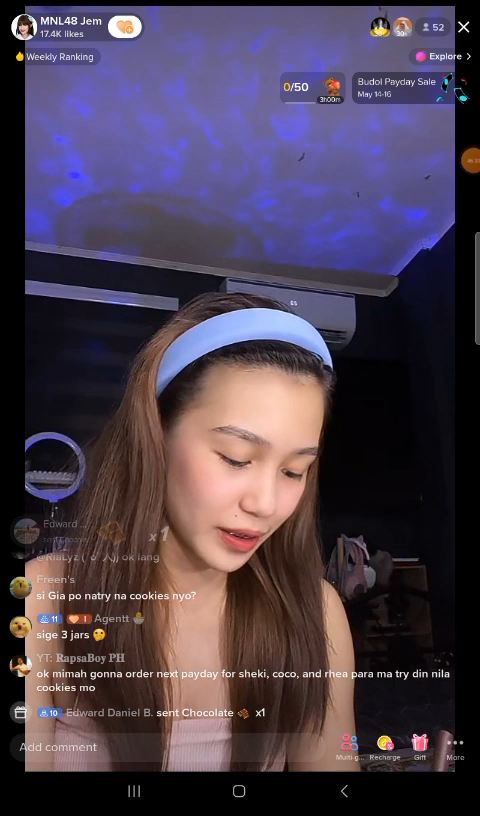 MNL48 Jem
17.4K likes
30+
52
Weekly Ranking
Explore
0/50
3h00m
Budol Payday Sale
May 14-16
Edward ...
x1
ok lang
Freen's
si Gia po natry na cookies nyo?
11
1
Agentt
sige 3 jars
YT: RapsaBoy PH
ok mimah gonna order next payday for sheki, coco, and rhea para ma try din nila
cookies mo
10
Edward Daniel B. sent Chocolate x1
Add comment
Multi-g...
Recharge
Gift
More